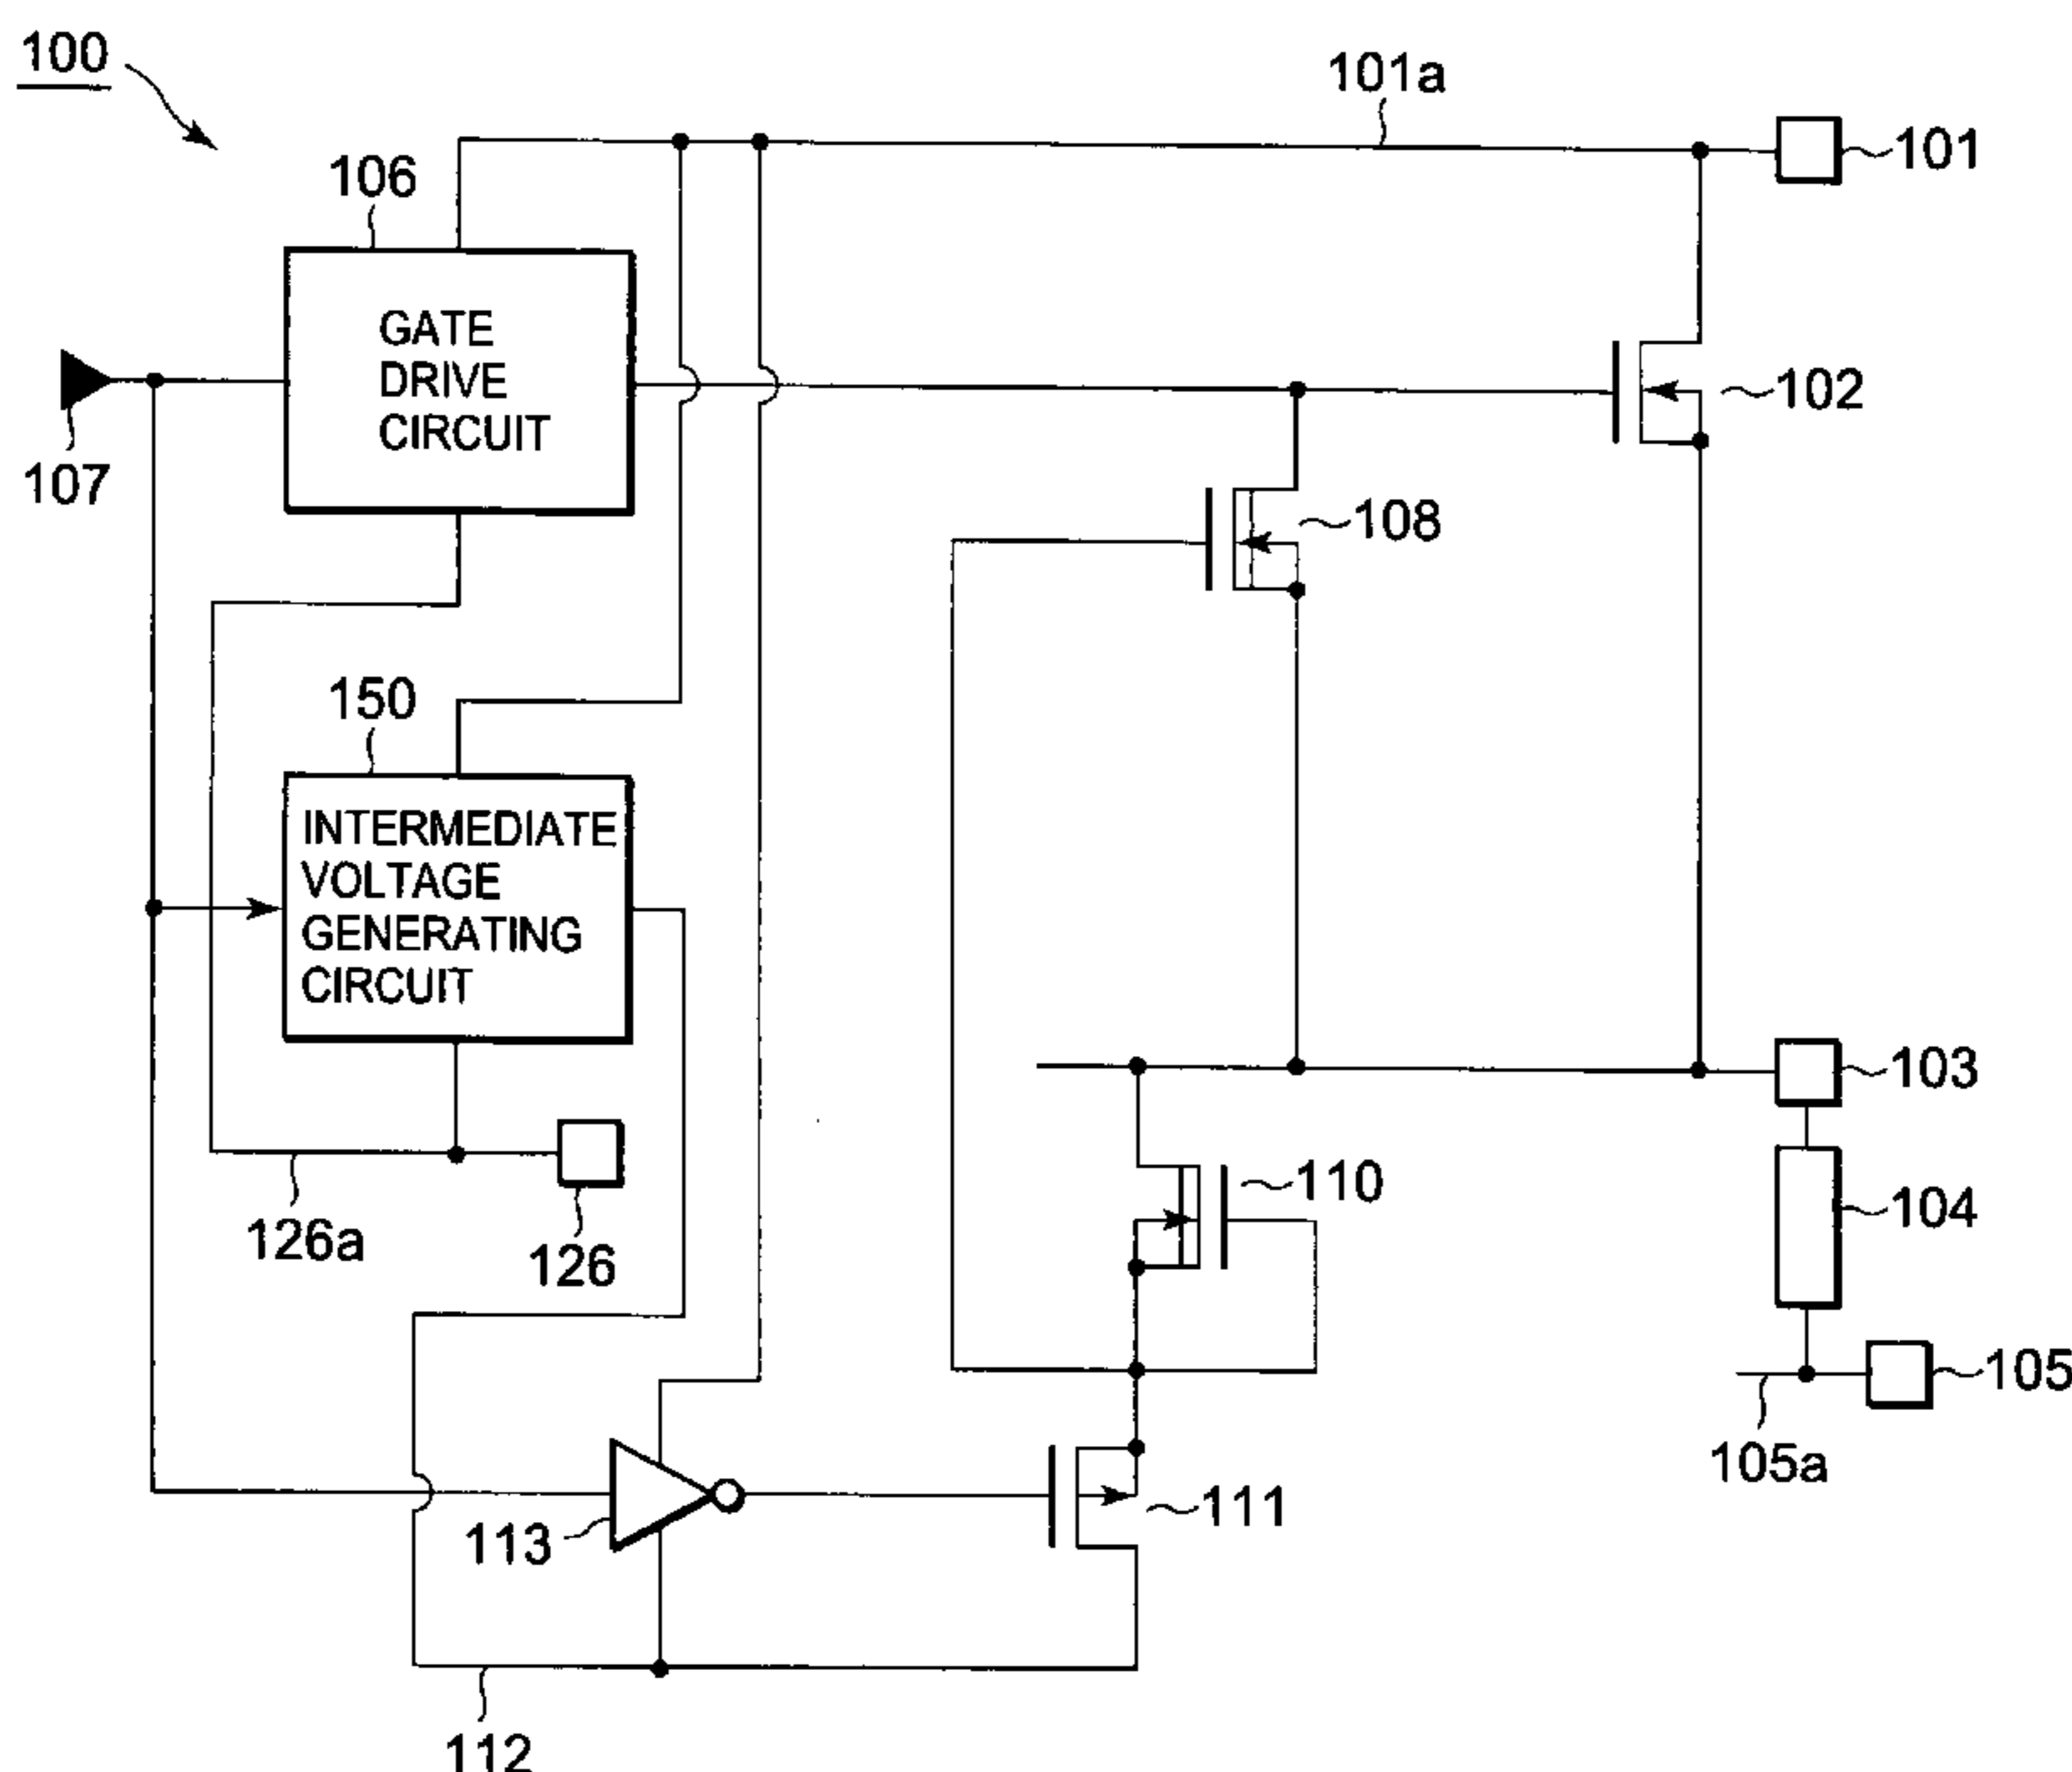 100
101a
101
106
GATE
DRIVE
CIRCUIT
102
107
108
150
INTERMEDIATE
VOLTAGE
GENERATING
CIRCUIT
103
110
104
126a
126
105
105a
111
113
112